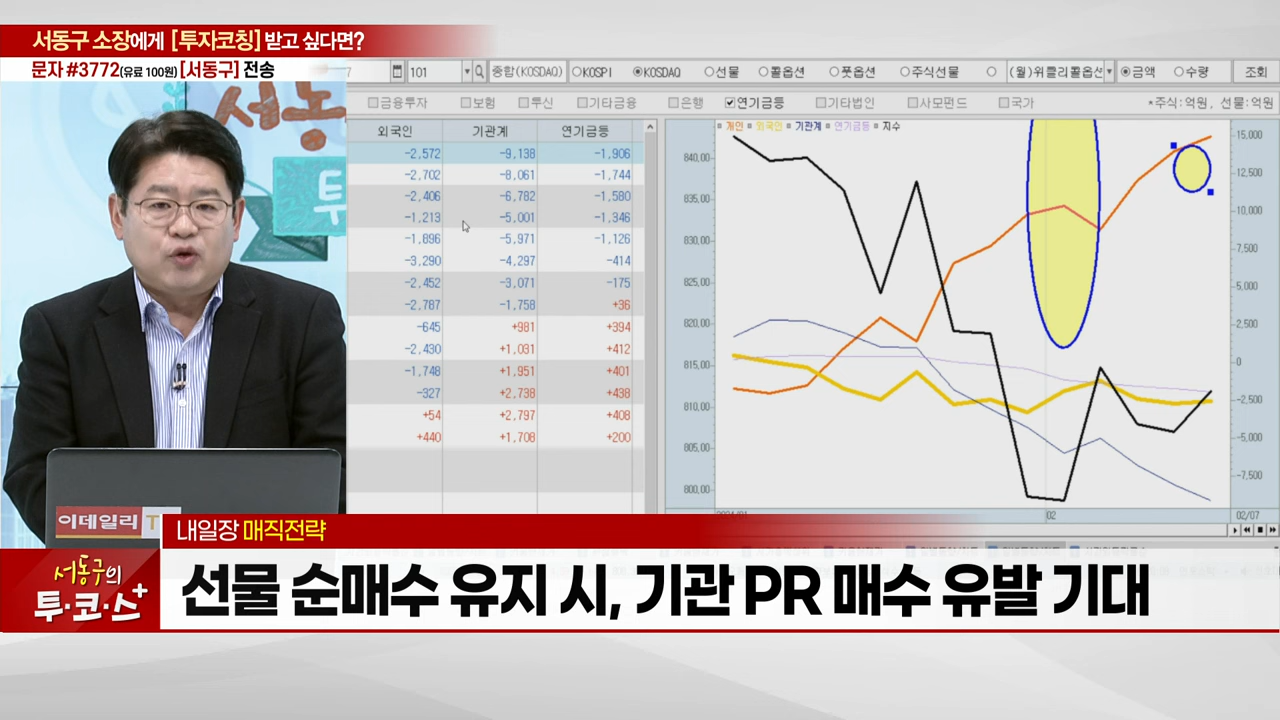 서동구 소장에게 [투자코칭] 받고 싶다면?
문자 #3772(유료 100원) [서동구] 전송
101 종합(KOSDAQ) KOSPI KOSDAQ 선물 콜옵션 풋옵션 주식선물 (월)위클리콜옵션 금액 수량 조회
금융투자 보험 투신 기타금융 은행 연기금등 기타법인 사모펀드 국가 *주식:억원, 선물:억원
외국인 기관계 연기금등
-2,572 -9,138 -1,906
-2,702 -8,061 -1,744
-2,406 -6,782 -1,580
-1,213 -5,001 -1,346
-1,896 -5,971 -1,126
-3,290 -4,297 -414
-2,452 -3,071 -175
-2,787 -1,758 +36
-645 +981 +394
-2,430 +1,031 +412
-1,748 +1,951 +401
-327 +2,738 +438
+54 +2,797 +408
+440 +1,708 +200
개인 외국인 기관계 연기금등 지수
840,00
835,00
830,00
825,00
820,00
815,00
810,00
805,00
800,00
15,000
12,500
10,000
7,500
5,000
2,500
0
-2,500
-5,000
-7,500
02 02/07
이데일리 T
내일장 매직전략
서동구의
투·코·스+
선물 순매수 유지 시, 기관 PR 매수 유발 기대